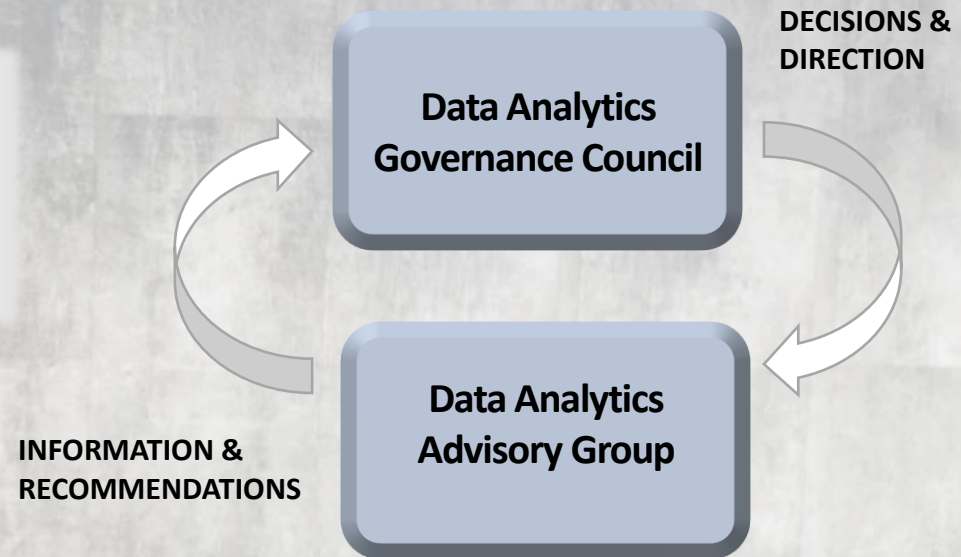 DECISIONS &
DIRECTION
Data Analytics
Governance Council
Data Analytics
Advisory Group
INFORMATION &
RECOMMENDATIONS